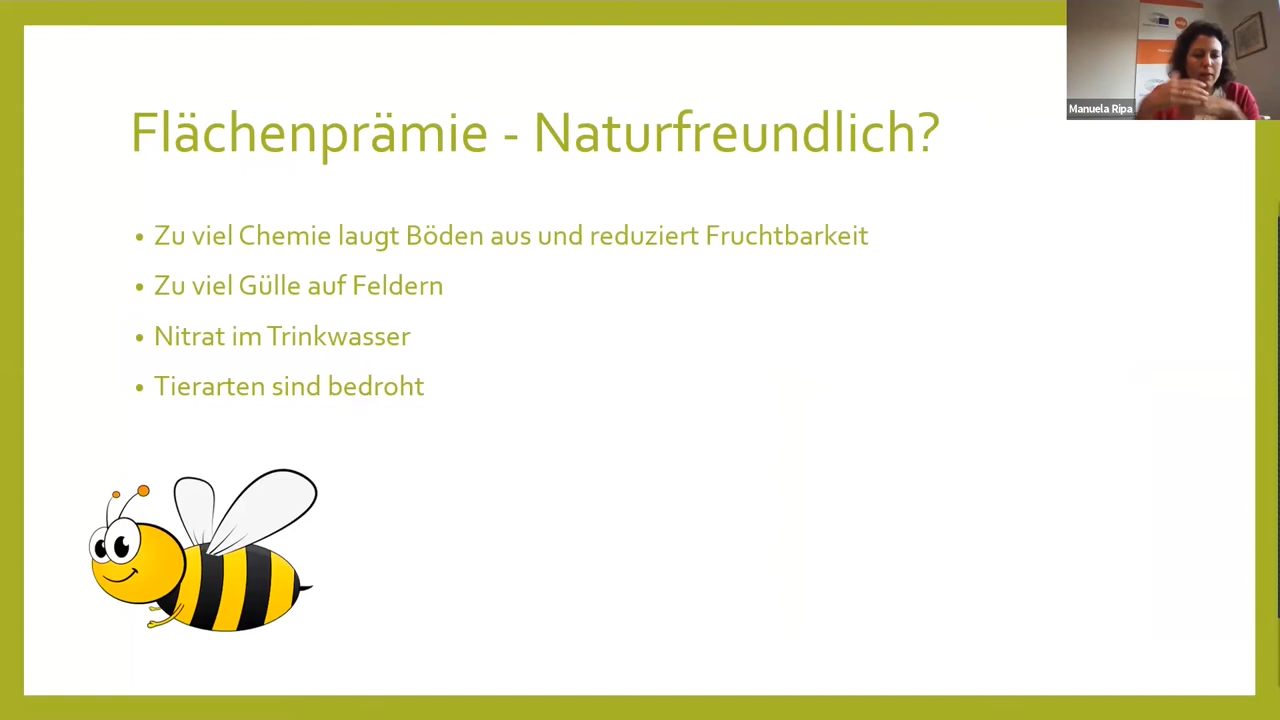 Flächenprämie - Naturfreundlich?
• Zu viel Chemie laugt Böden aus und reduziert Fruchtbarkeit
• Zu viel Gülle auf Feldern
• Nitrat im Trinkwasser
• Tierarten sind bedroht
Manuela Ripa